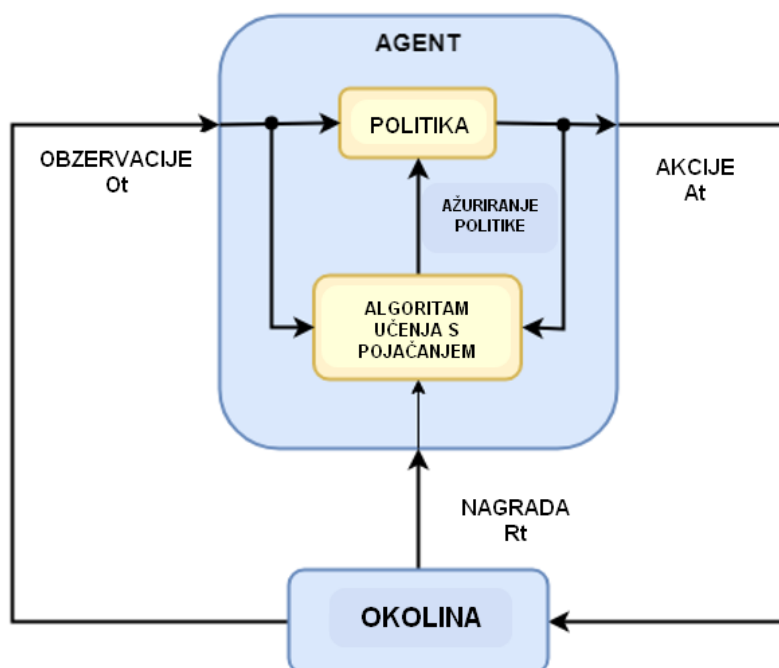 AGENT
POLITIKA
OBZERVACIJE
Ot
AKCIJE
At
AŽURIRANJE
POLITIKE
ALGORITAM
UČENJA S
POJAČANJEM
NAGRADA
Rt
OKOLINA